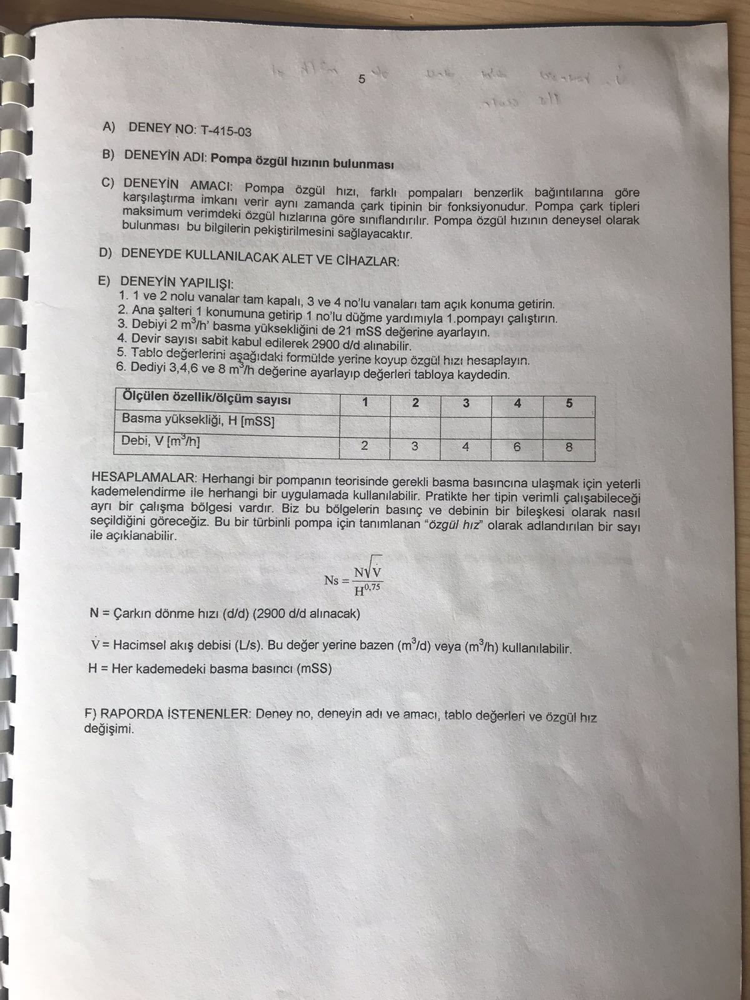 5
A) DENEY NO: T-415-03
B) DENEYİN ADI: Pompa özgül hızının bulunması
C) DENEYİN AMACI: Pompa özgül hızı, farklı pompaları benzerlik bağıntılarına göre
karşılaştırma imkanı verir aynı zamanda çark tipinin bir fonksiyonudur. Pompa çark tipleri
maksimum verimdeki özgül hızlarına göre sınıflandırılır. Pompa özgül hızının deneysel olarak
bulunması bu bilgilerin pekiştirilmesini sağlayacaktır.
D) DENEYDE KULLANILACAK ALET VE CİHAZLAR:
E) DENEYİN YAPILIŞI:
1. 1 ve 2 nolu vanalar tam kapalı, 3 ve 4 no'lu vanaları tam açık konuma getirin.
2. Ana şalteri 1 konumuna getirip 1 no'lu düğme yardımıyla 1.pompayı çalıştırın.
3. Debiyi 2 m³/h' basma yüksekliğini de 21 mSS değerine ayarlayın.
4. Devir sayısı sabit kabul edilerek 2900 d/d alınabilir.
5. Tablo değerlerini aşağıdaki formülde yerine koyup özgül hızı hesaplayın.
6. Dediyi 3,4,6 ve 8 m³/h değerine ayarlayıp değerleri tabloya kaydedin.
Ölçülen özellik/ölçüm sayısı 1 2 3 4 5
Basma yüksekliği, H [mSS]
Debi, V [m³/h] 2 3 4 6 8
HESAPLAMALAR: Herhangi bir pompanın teorisinde gerekli basma basıncına ulaşmak için yeterli
kademelendirme ile herhangi bir uygulamada kullanılabilir. Pratikte her tipin verimli çalışabileceği
ayrı bir çalışma bölgesi vardır. Biz bu bölgelerin basınç ve debinin bir bileşkesi olarak nasıl
seçildiğini göreceğiz. Bu bir türbinli pompa için tanımlanan “özgül hız” olarak adlandırılan bir sayı
ile açıklanabilir.
Ns = N√V̇ / H^0,75
N = Çarkın dönme hızı (d/d) (2900 d/d alınacak)
V̇ = Hacimsel akış debisi (L/s). Bu değer yerine bazen (m³/d) veya (m³/h) kullanılabilir.
H = Her kademedeki basma basıncı (mSS)
F) RAPORDA İSTENENLER: Deney no, deneyin adı ve amacı, tablo değerleri ve özgül hız
değişimi.